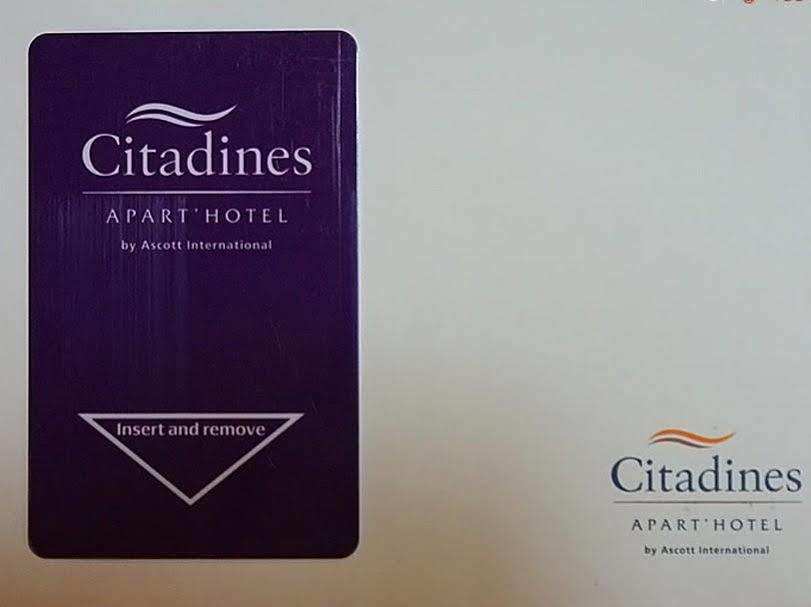 Citadines
APART'HOTEL
by Ascott International
Insert and remove
Citadines
APART'HOTEL
by Ascott International